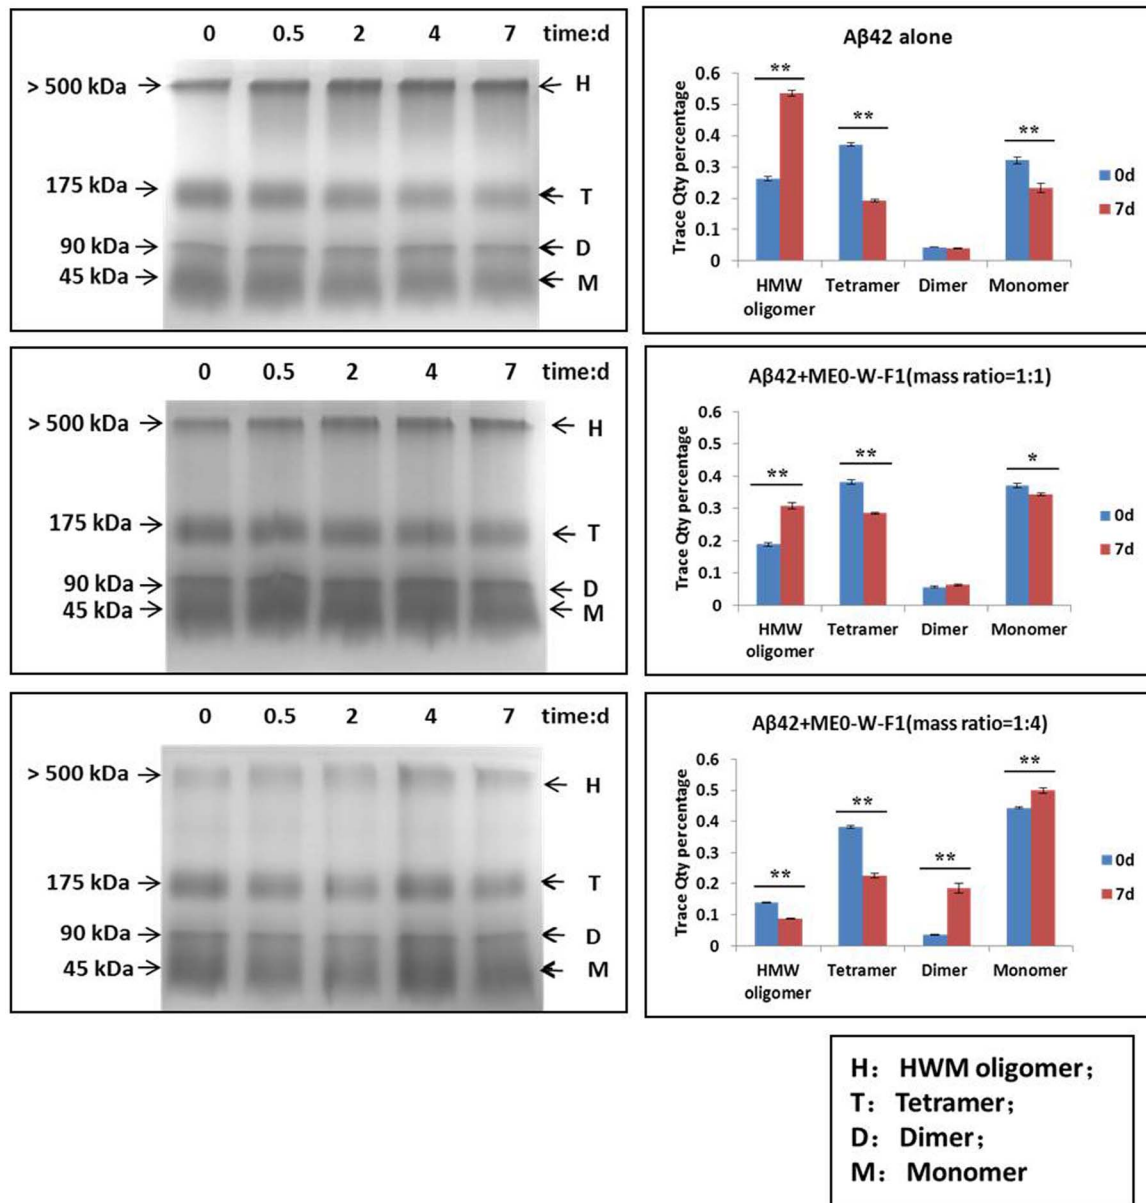 0 0.5 2 4 7 time:d
> 500 kDa
H
175 kDa
T
90 kDa
D
45 kDa
M
Aβ42 alone
Trace Qty percentage
0.6
0.5
0.4
0.3
0.2
0.1
0
**
**
**
HMW oligomer
Tetramer
Dimer
Monomer
0d
7d
0 0.5 2 4 7 time:d
> 500 kDa
H
175 kDa
T
90 kDa
D
45 kDa
M
Aβ42+ME0-W-F1(mass ratio=1:1)
Trace Qty percentage
0.6
0.5
0.4
0.3
0.2
0.1
0
**
**
*
HMW oligomer
Tetramer
Dimer
Monomer
0d
7d
0 0.5 2 4 7 time:d
> 500 kDa
H
175 kDa
T
90 kDa
D
45 kDa
M
Aβ42+ME0-W-F1(mass ratio=1:4)
Trace Qty percentage
0.6
0.5
0.4
0.3
0.2
0.1
0
**
**
**
**
HMW oligomer
Tetramer
Dimer
Monomer
0d
7d
H： HWM oligomer；
T： Tetramer；
D： Dimer；
M： Monomer